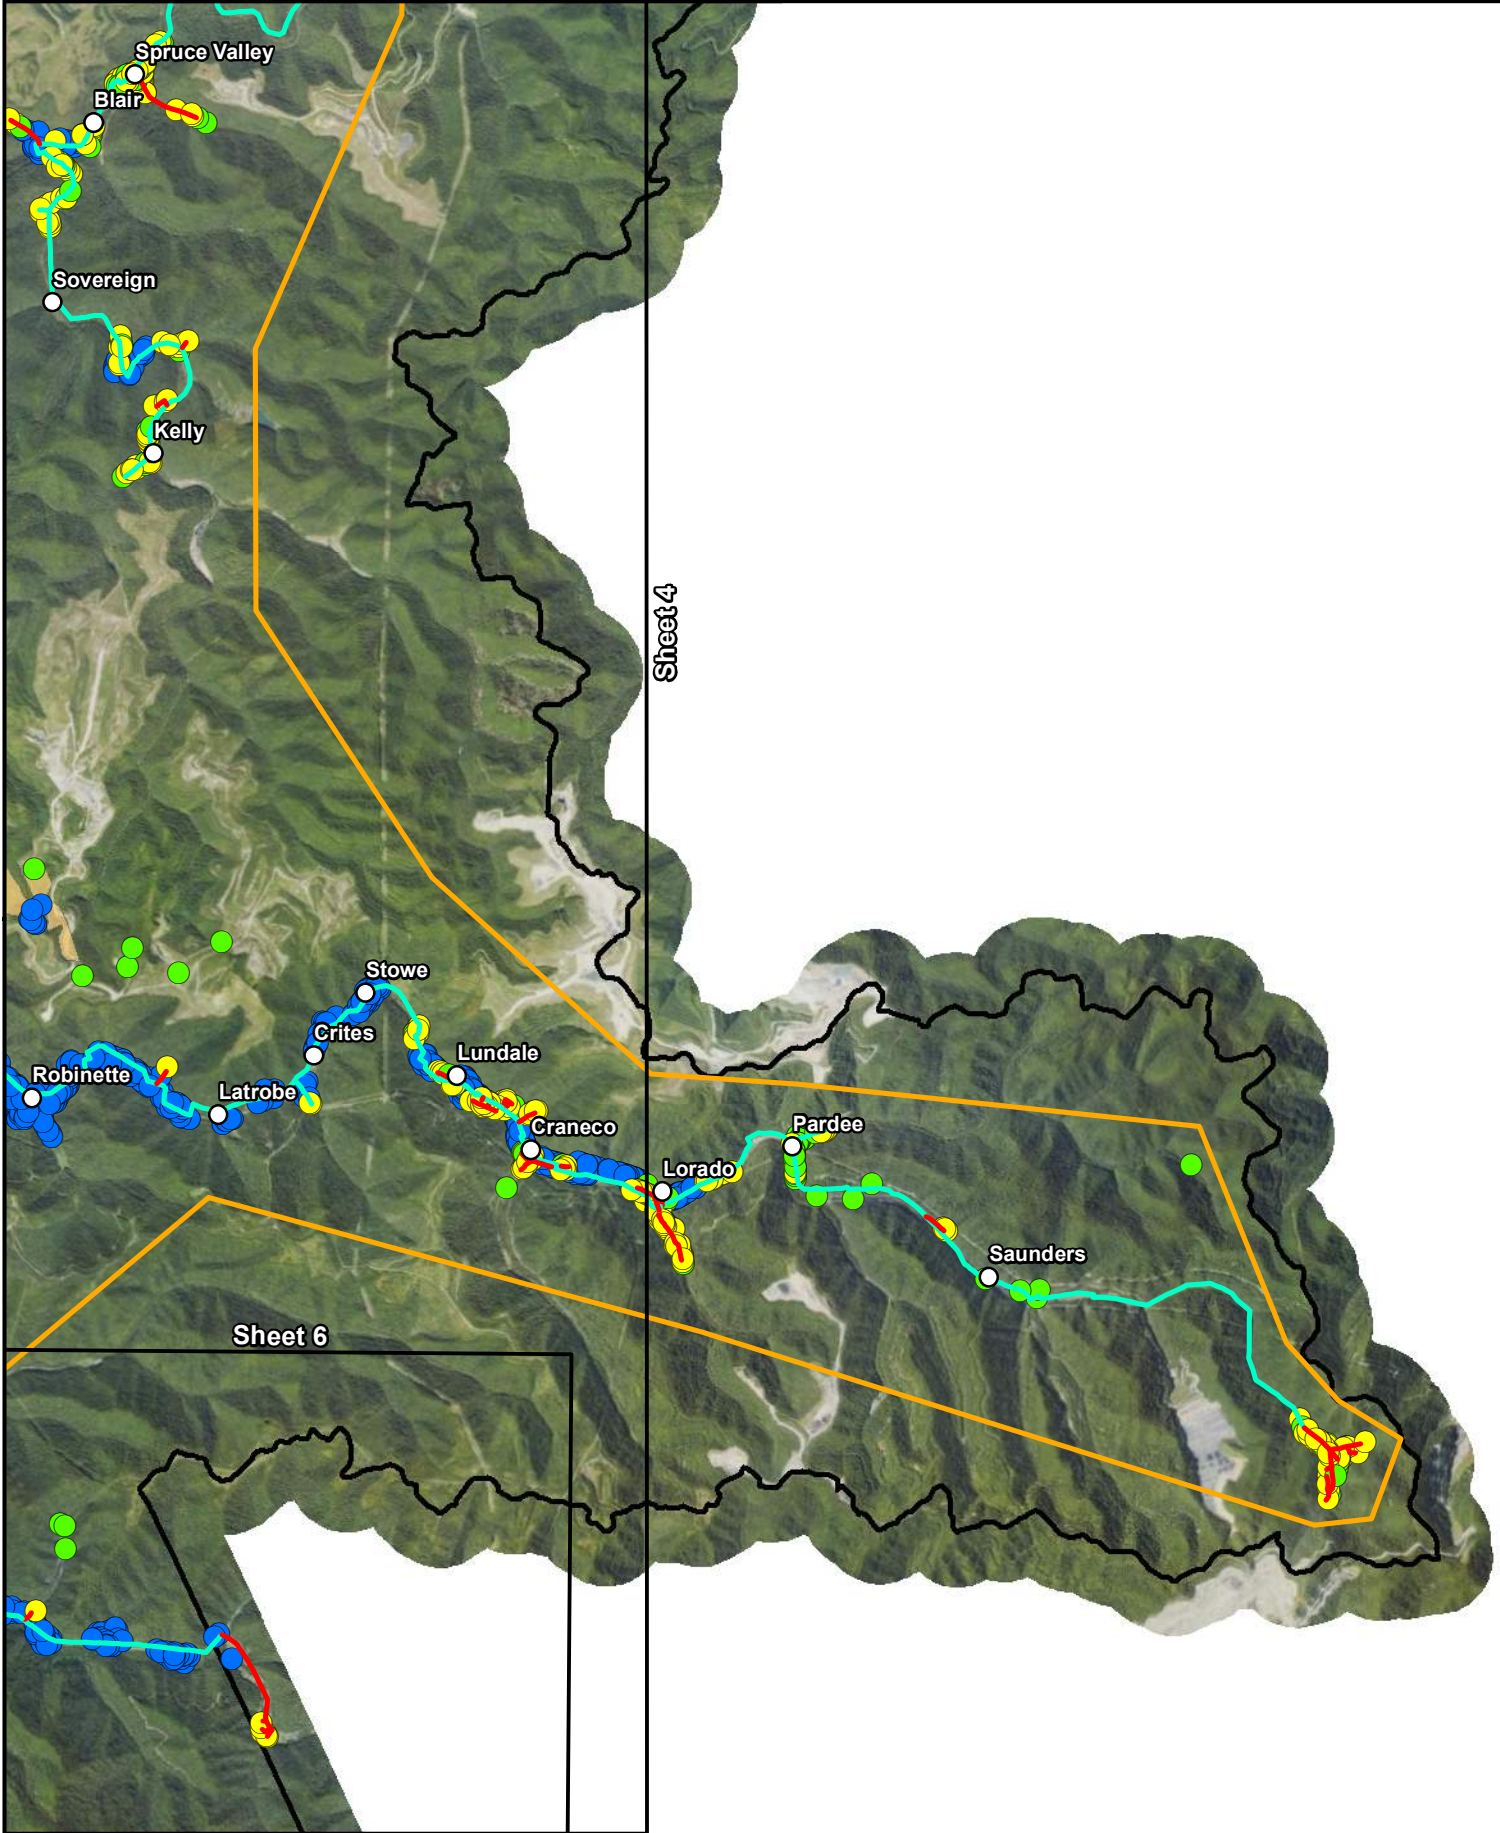 Spruce Valley
Blair
Sovereign
Kelly
Sheet 4
Stowe
Crites
Lundale
Robinette
Latrobe
Craneco
Pardee
Lorado
Saunders
Sheet 6